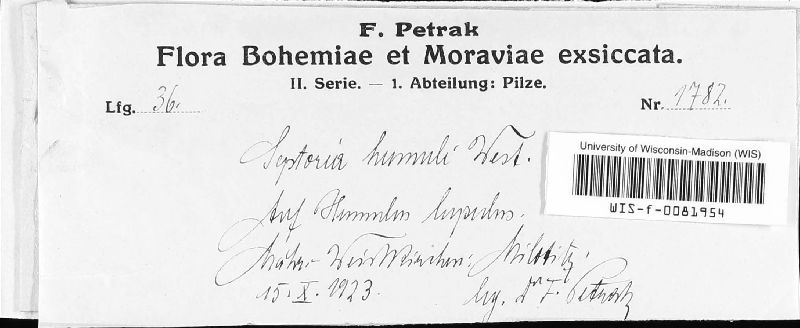 F. Petrak
Flora Bohemiae et Moraviae exsiccata.
II. Serie. — 1. Abteilung: Pilze.
Lfg. 36. Nr. 1782.
Septoria humuli West.
University of Wisconsin-Madison (WIS)
WIS-f-0081954
Auf Humulus lupulus.
Mähr.-Weisskirchen: Milotitz.
15. X. 1923. leg. Dr F. Petrak